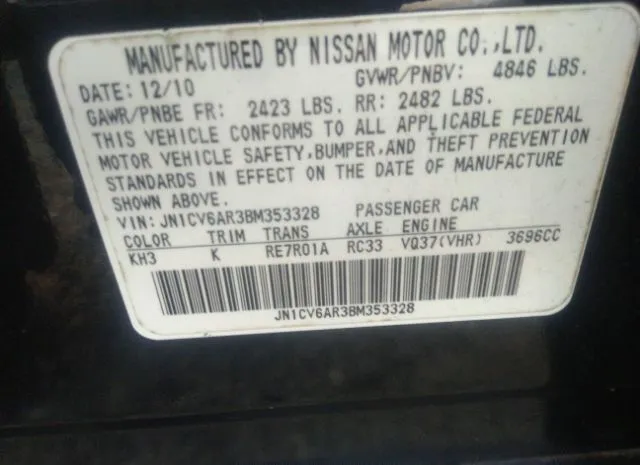 MANUFACTURED BY NISSAN MOTOR CO.,LTD.
DATE: 12/10 GVWR/PNBV: 4846 LBS.
GAWR/PNBE FR: 2423 LBS. RR: 2482 LBS.
THIS VEHICLE CONFORMS TO ALL APPLICABLE FEDERAL
MOTOR VEHICLE SAFETY,BUMPER,AND THEFT PREVENTION
STANDARDS IN EFFECT ON THE DATE OF MANUFACTURE
SHOWN ABOVE.
VIN: JN1CV6AR3BM353328 PASSENGER CAR
COLOR TRIM TRANS AXLE ENGINE
KH3 K RE7R01A RC33 VQ37(VHR) 3696CC
JN1CV6AR3BM353328